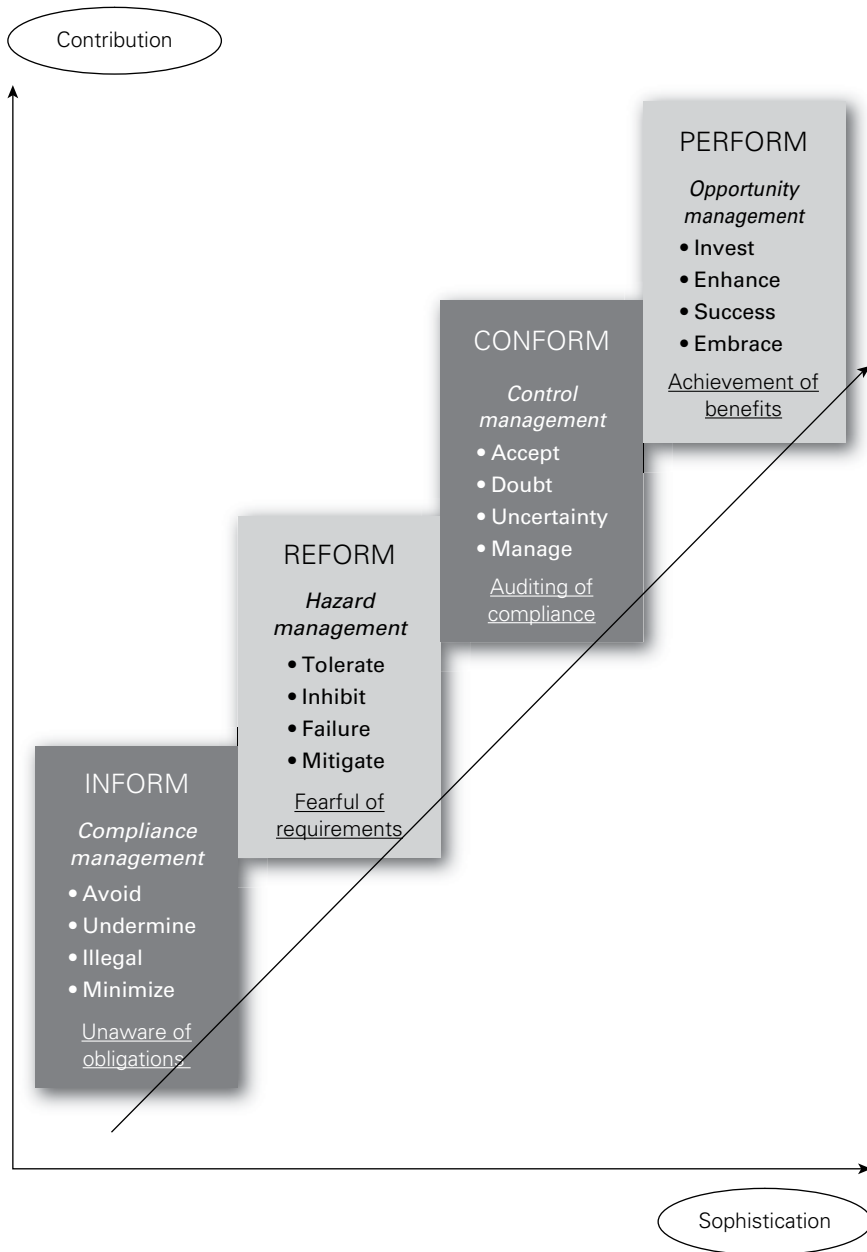 Contribution
PERFORM
Opportunity
management
• Invest
• Enhance
• Success
• Embrace
Achievement of
benefits
CONFORM
Control
management
• Accept
• Doubt
• Uncertainty
• Manage
Auditing of
compliance
REFORM
Hazard
management
• Tolerate
• Inhibit
• Failure
• Mitigate
Fearful of
requirements
INFORM
Compliance
management
• Avoid
• Undermine
• Illegal
• Minimize
Unaware of
obligations
Sophistication